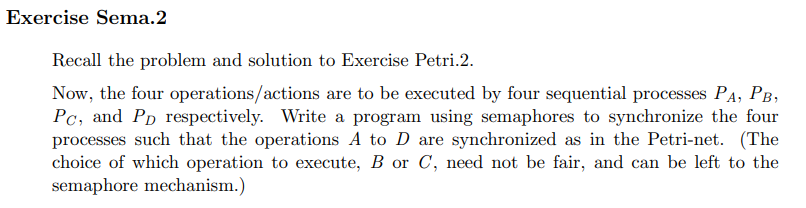 Exercise Sema.2
Recall the problem and solution to Exercise Petri.2.
Now, the four operations/actions are to be executed by four sequential processes P_A, P_B,
P_C, and P_D respectively. Write a program using semaphores to synchronize the four
processes such that the operations A to D are synchronized as in the Petri-net. (The
choice of which operation to execute, B or C, need not be fair, and can be left to the
semaphore mechanism.)